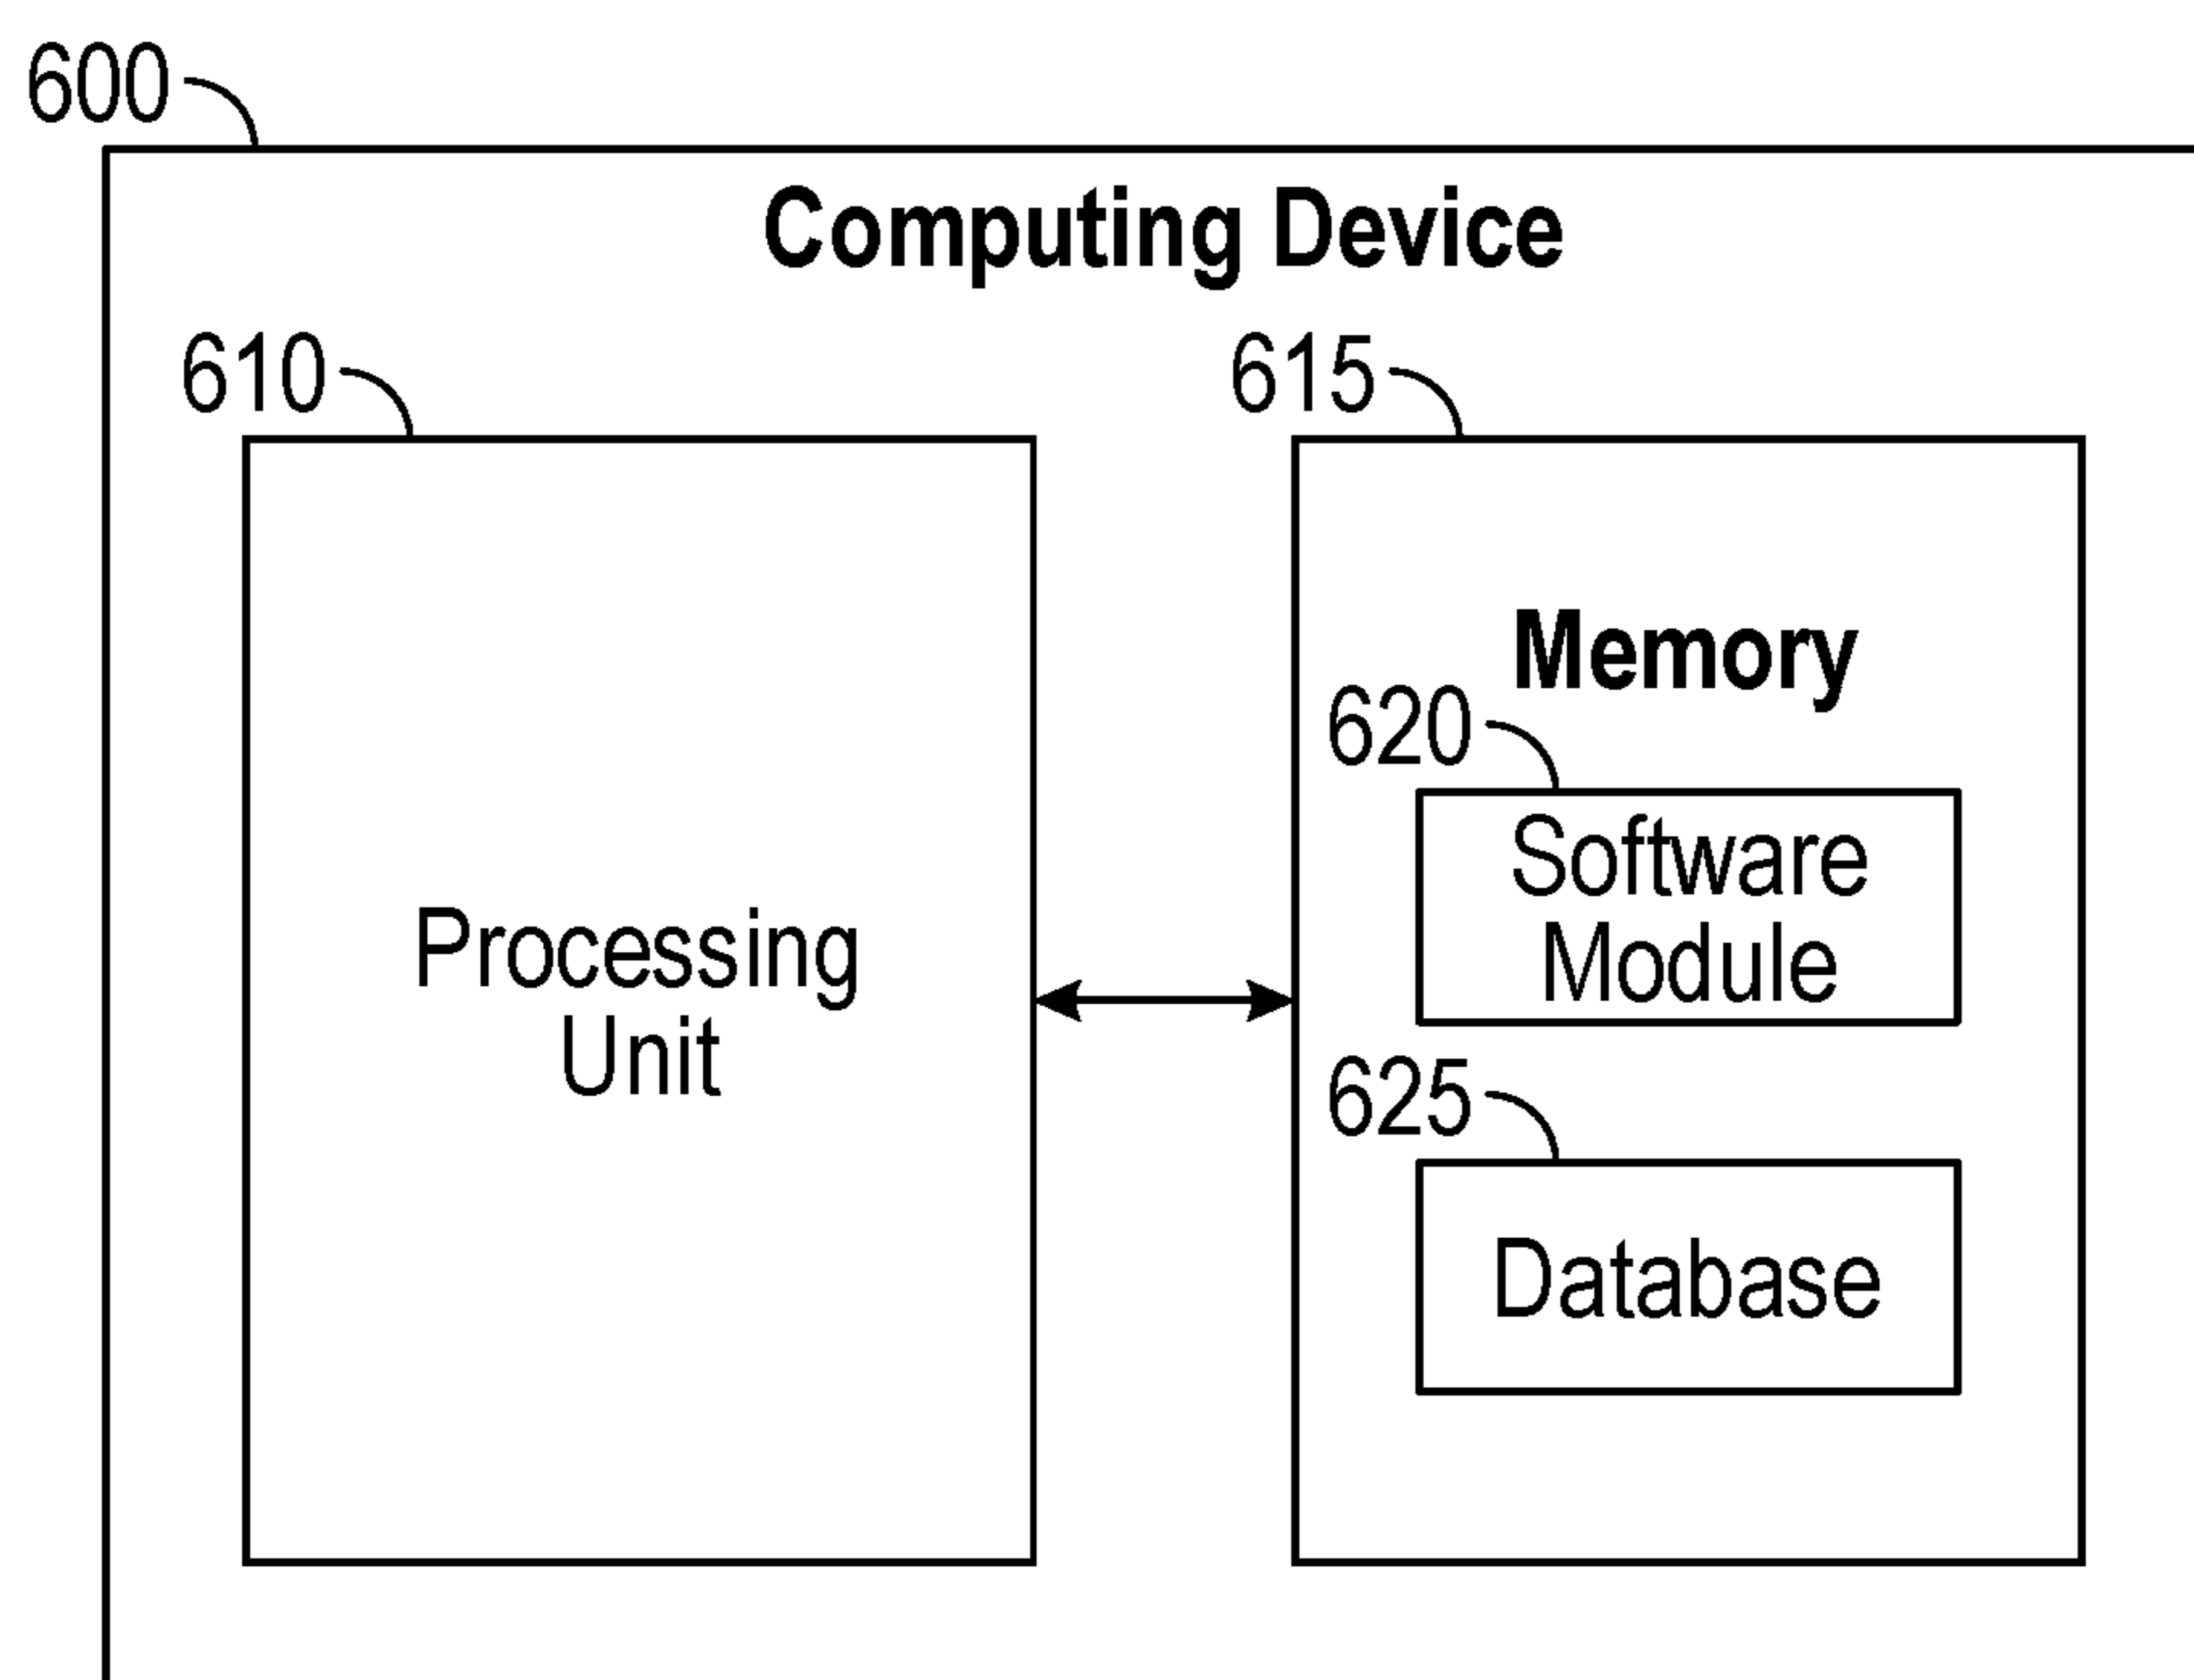 600
Computing Device
610
615
Processing
Unit
Memory
620
Software
Module
625
Database